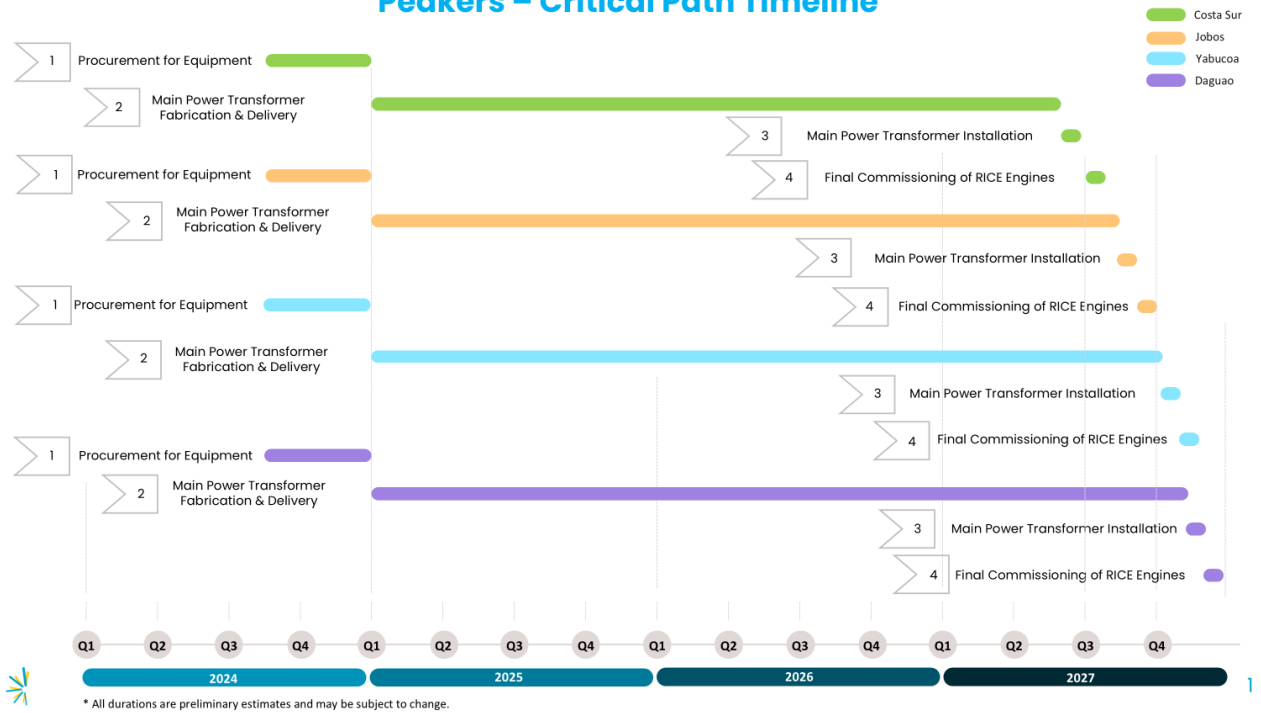 Peakers – Critical Path Timeline
Costa Sur
Jobos
Yabucoa
Daguao
1
Procurement for Equipment
2
Main Power Transformer
Fabrication & Delivery
3
Main Power Transformer Installation
4
Final Commissioning of RICE Engines
1
Procurement for Equipment
2
Main Power Transformer
Fabrication & Delivery
3
Main Power Transformer Installation
4
Final Commissioning of RICE Engines
1
Procurement for Equipment
2
Main Power Transformer
Fabrication & Delivery
3
Main Power Transformer Installation
4
Final Commissioning of RICE Engines
1
Procurement for Equipment
2
Main Power Transformer
Fabrication & Delivery
3
Main Power Transformer Installation
4
Final Commissioning of RICE Engines
Q1 Q2 Q3 Q4 Q1 Q2 Q3 Q4 Q1 Q2 Q3 Q4 Q1 Q2 Q3 Q4
2024 2025 2026 2027
1
* All durations are preliminary estimates and may be subject to change.